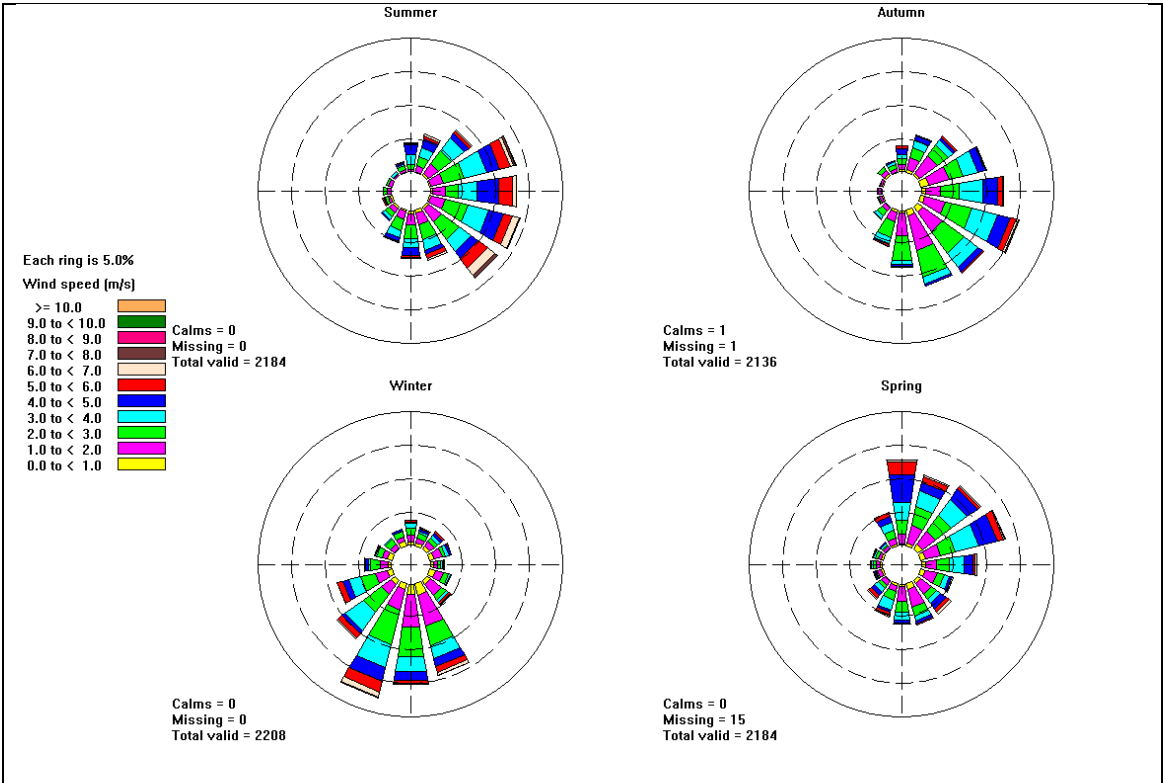 Summer
Autumn
Each ring is 5.0%
Wind speed (m/s)
>= 10.0
9.0 to < 10.0
8.0 to < 9.0
7.0 to < 8.0
6.0 to < 7.0
5.0 to < 6.0
4.0 to < 5.0
3.0 to < 4.0
2.0 to < 3.0
1.0 to < 2.0
0.0 to < 1.0
Calms = 0
Missing = 0
Total valid = 2184
Calms = 1
Missing = 1
Total valid = 2136
Winter
Spring
Calms = 0
Missing = 0
Total valid = 2208
Calms = 0
Missing = 15
Total valid = 2184